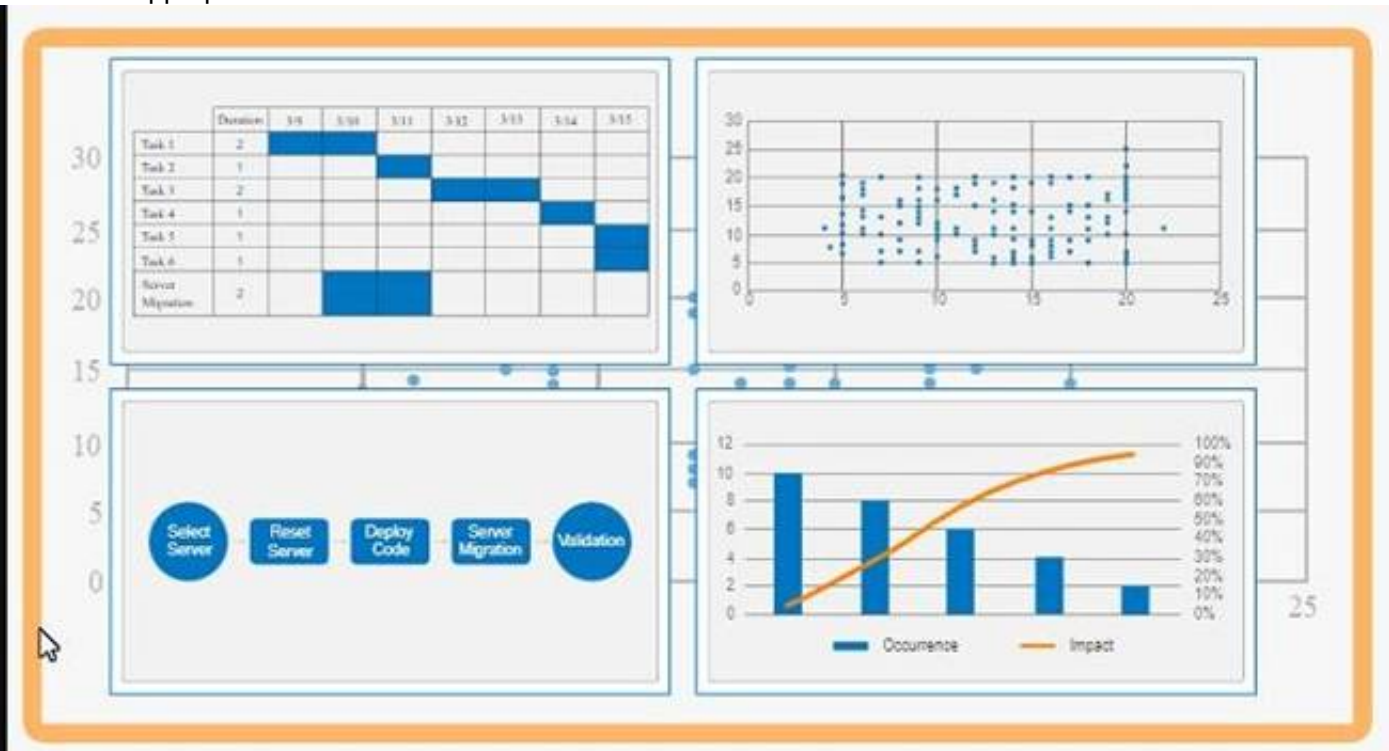 Duration 3/9 3/10 3/11 3/12 3/13 3/14 3/15
Task 1 2
Task 2 1
Task 3 2
Task 4 1
Task 5 1
Task 6 1
Server
Migration 2
30
25
20
15
10
5
0
0 5 10 15 20 25
30
25
20
15
10
5
0
25
Select
Server
Reset
Server
Deploy
Code
Server
Migration
Validation
12
10
8
6
4
2
0
100%
90%
70%
60%
50%
40%
30%
20%
10%
0%
Occurrence Impact